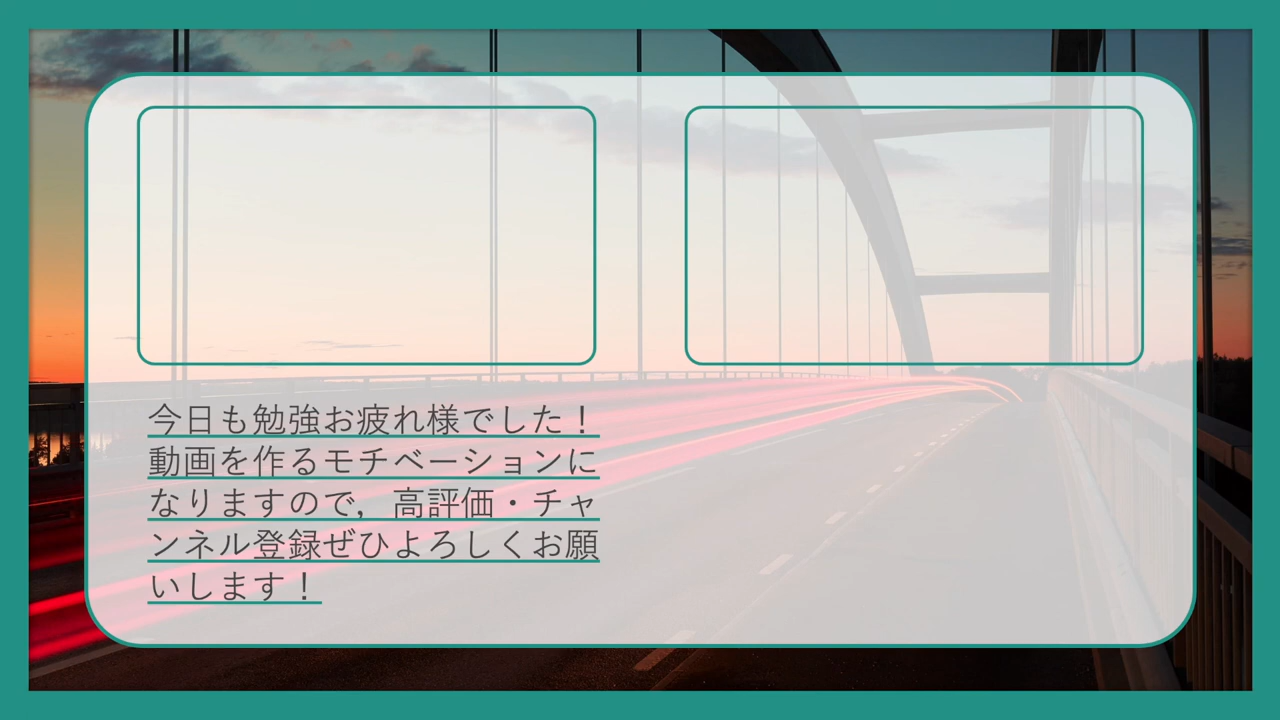 今日も勉強お疲れ様でした！
動画を作るモチベーションに
なりますので，高評価・チャ
ンネル登録ぜひよろしくお願
いします！